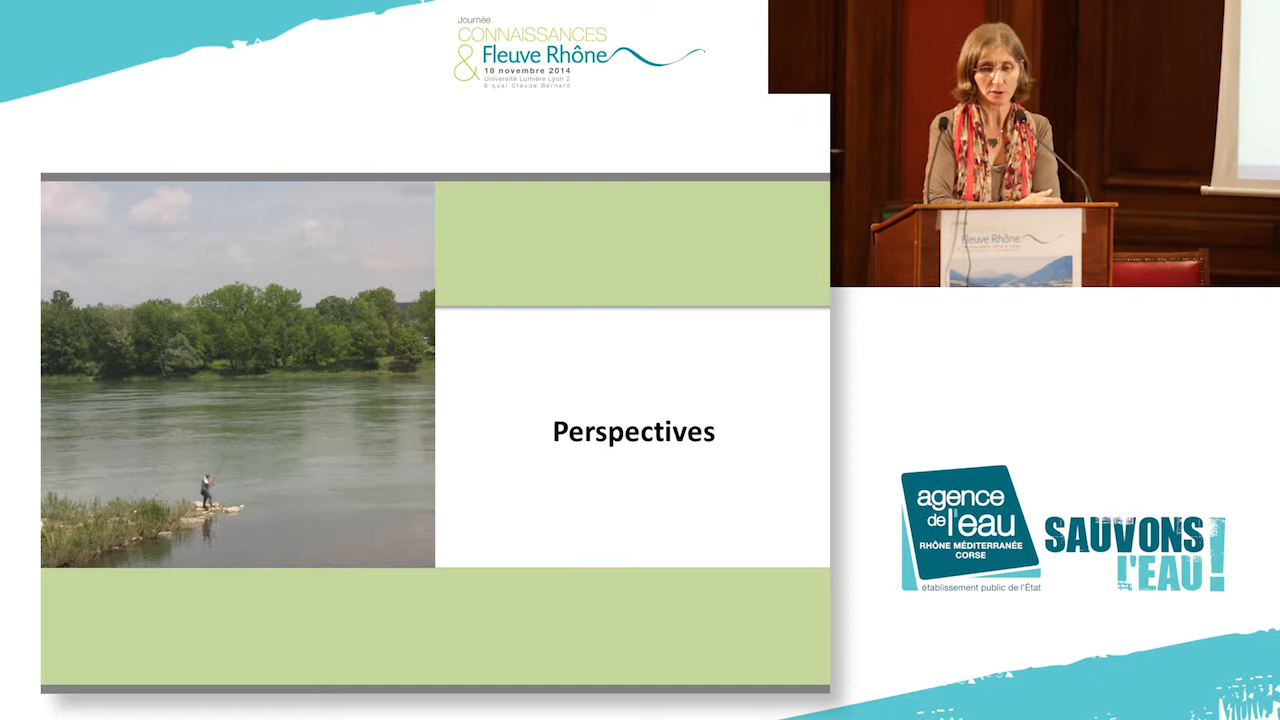 Journée
CONNAISSANCES
& Fleuve Rhône
18 novembre 2014
Université Lumière Lyon 2
8 quai Claude Bernard
Fleuve Rhône
Perspectives
agence
de l'eau
RHÔNE MÉDITERRANÉE
CORSE
établissement public de l'État
SAUVONS
L'EAU !